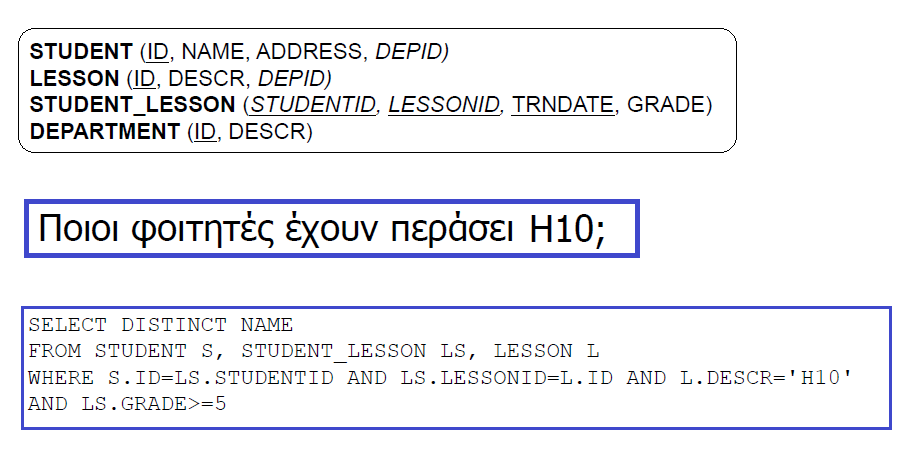 STUDENT (ID, NAME, ADDRESS, DEPID)
LESSON (ID, DESCR, DEPID)
STUDENT_LESSON (STUDENTID, LESSONID, TRNDATE, GRADE)
DEPARTMENT (ID, DESCR)
Ποιοι φοιτητές έχουν περάσει Η10;
SELECT DISTINCT NAME
FROM STUDENT S, STUDENT_LESSON LS, LESSON L
WHERE S.ID=LS.STUDENTID AND LS.LESSONID=L.ID AND L.DESCR='H10'
AND LS.GRADE>=5